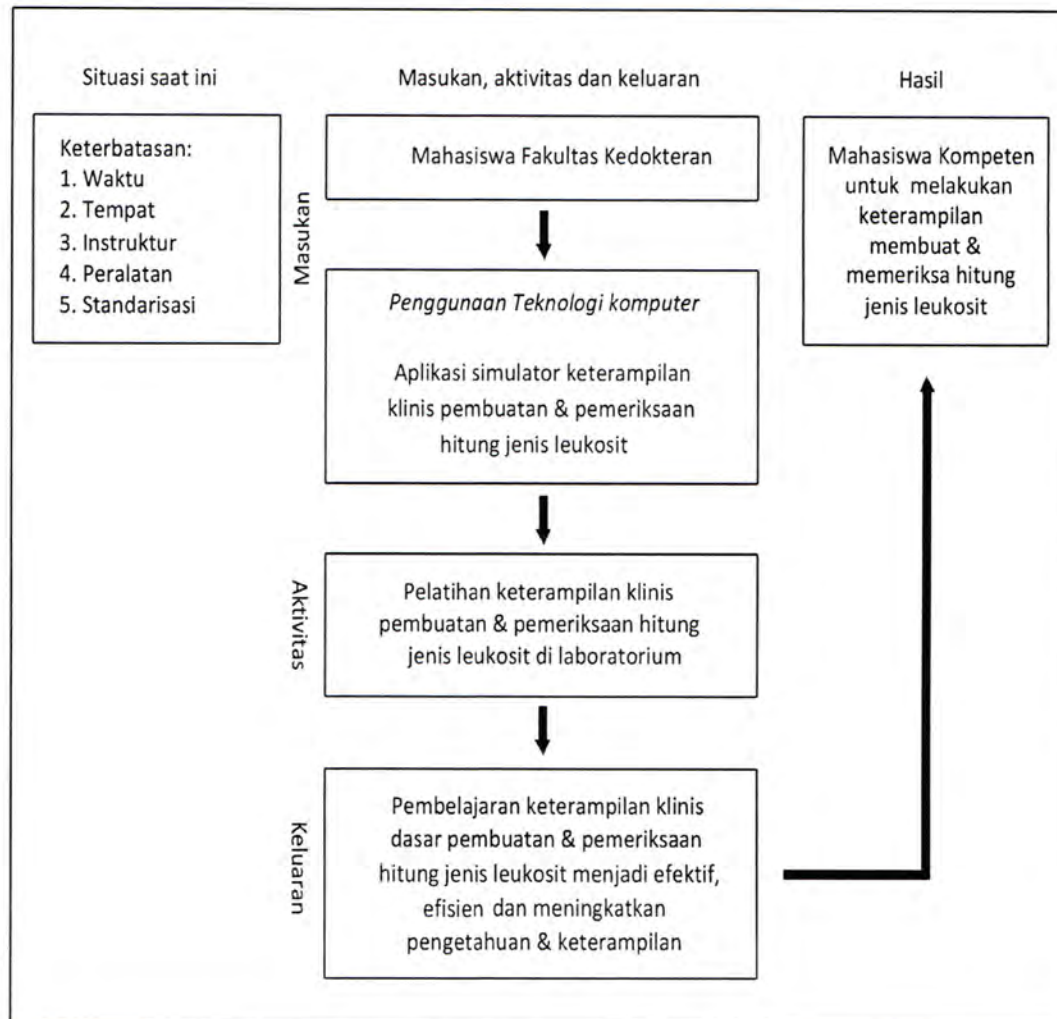 Situasi saat ini
Keterbatasan:
1. Waktu
2. Tempat
3. Instruktur
4. Peralatan
5. Standarisasi
Masukan, aktivitas dan keluaran
Masukan
Mahasiswa Fakultas Kedokteran
Penggunaan Teknologi komputer
Aplikasi simulator keterampilan
klinis pembuatan & pemeriksaan
hitung jenis leukosit
Aktivitas
Pelatihan keterampilan klinis
pembuatan & pemeriksaan hitung
jenis leukosit di laboratorium
Keluaran
Pembelajaran keterampilan klinis
dasar pembuatan & pemeriksaan
hitung jenis leukosit menjadi efektif,
efisien dan meningkatkan
pengetahuan & keterampilan
Hasil
Mahasiswa Kompeten
untuk melakukan
keterampilan
membuat &
memeriksa hitung
jenis leukosit